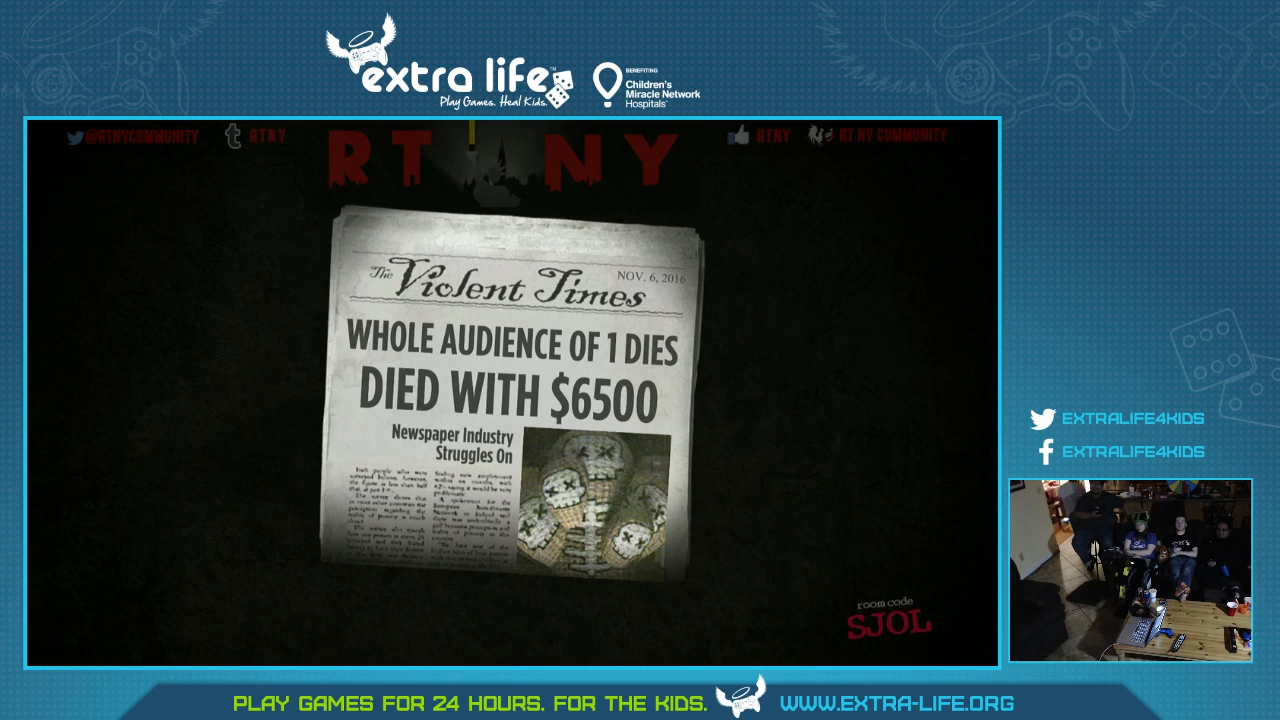 extra life™
Play Games. Heal Kids.
BENEFITING
Children's
Miracle Network
Hospitals®
@RTNYCOMMUNITY
RTNY
RT NY
RTNY
RT NY COMMUNITY
The Violent Times
NOV. 6, 2016
WHOLE AUDIENCE OF 1 DIES
DIED WITH $6500
Newspaper Industry
Struggles On
room code
SJOL
EXTRALIFE4KIDS
EXTRALIFE4KIDS
PLAY GAMES FOR 24 HOURS. FOR THE KIDS.
WWW.EXTRA-LIFE.ORG